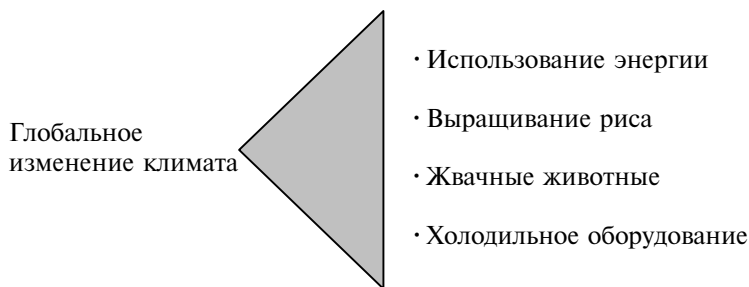 Глобальное
изменение климата
· Использование энергии
· Выращивание риса
· Жвачные животные
· Холодильное оборудование